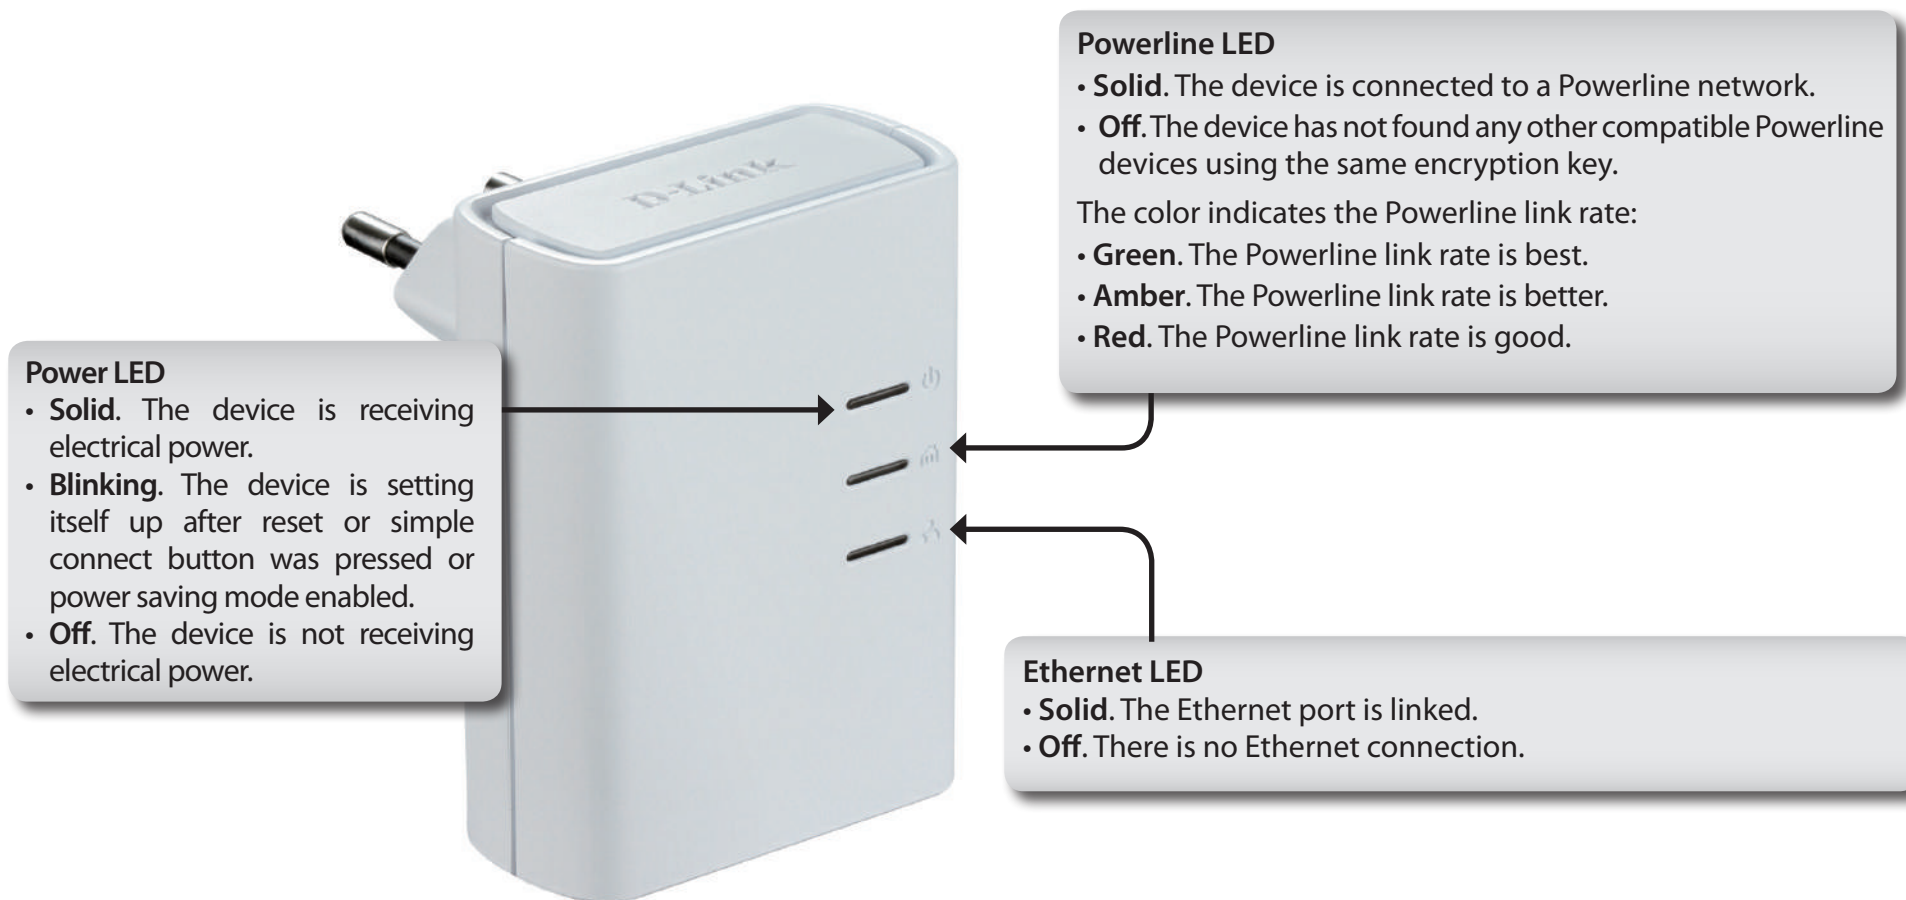 D-Link
Powerline LED
• Solid. The device is connected to a Powerline network.
• Off. The device has not found any other compatible Powerline
devices using the same encryption key.
The color indicates the Powerline link rate:
• Green. The Powerline link rate is best.
• Amber. The Powerline link rate is better.
• Red. The Powerline link rate is good.
Power LED
• Solid. The device is receiving
electrical power.
• Blinking. The device is setting
itself up after reset or simple
connect button was pressed or
power saving mode enabled.
• Off. The device is not receiving
electrical power.
Ethernet LED
• Solid. The Ethernet port is linked.
• Off. There is no Ethernet connection.